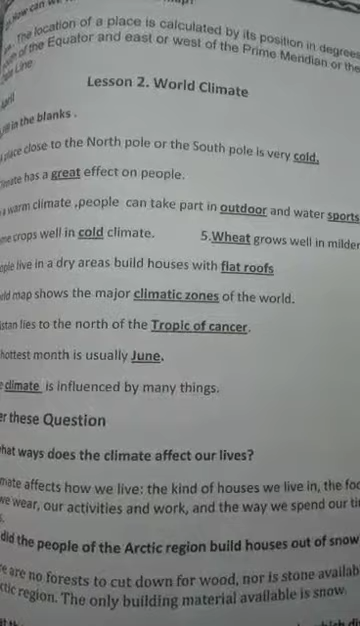 How can we
The location of a place is calculated by its position in degrees
of the Equator and east or west of the Prime Meridian or the
Line
Lesson 2. World Climate
in the blanks .
place close to the North pole or the South pole is very cold.
imate has a great effect on people.
a warm climate ,people can take part in outdoor and water sports
me crops well in cold climate. 5.Wheat grows well in milder
ople live in a dry areas build houses with flat roofs
rld map shows the major climatic zones of the world.
istan lies to the north of the Tropic of cancer.
hottest month is usually June.
e climate is influenced by many things.
er these Question
hat ways does the climate affect our lives?
mate affects how we live: the kind of houses we live in, the foo
we wear, our activities and work, and the way we spend our ti
did the people of the Arctic region build houses out of snow
e are no forests to cut down for wood, nor is stone availab
ctic region. The only building material available is snow.